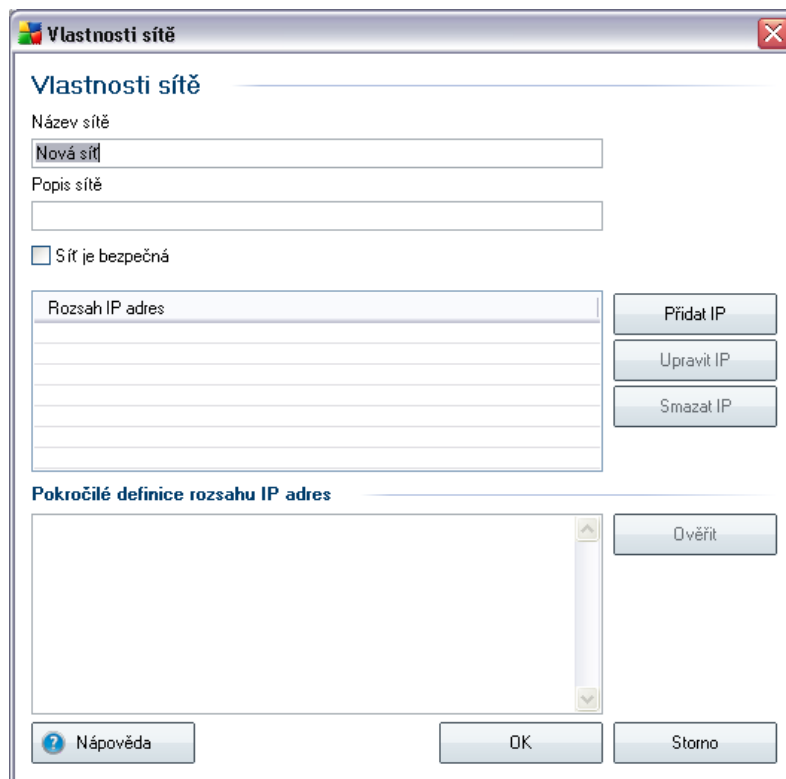 Vlastnosti sítě
Vlastnosti sítě
Název sítě
Nová síť
Popis sítě
Síť je bezpečná
Rozsah IP adres
Přidat IP
Upravit IP
Smazat IP
Pokročilé definice rozsahu IP adres
Ověřit
Nápověda
OK
Storno